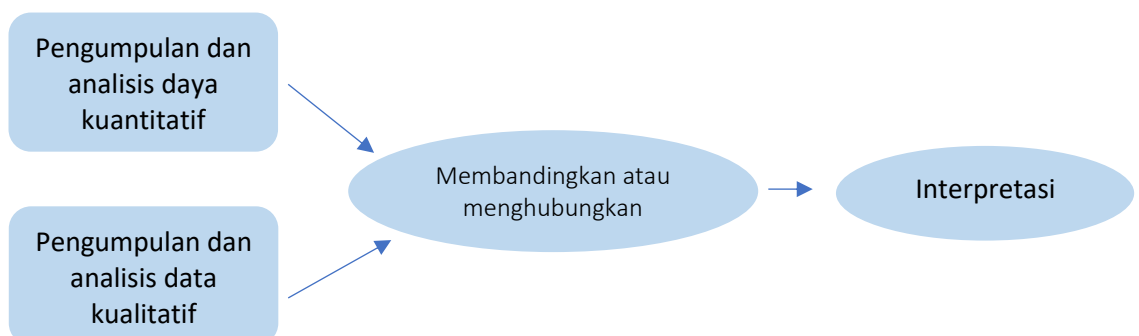 Pengumpulan dan
analisis daya
kuantitatif
Membandingkan atau
menghubungkan
Interpretasi
Pengumpulan dan
analisis data
kualitatif